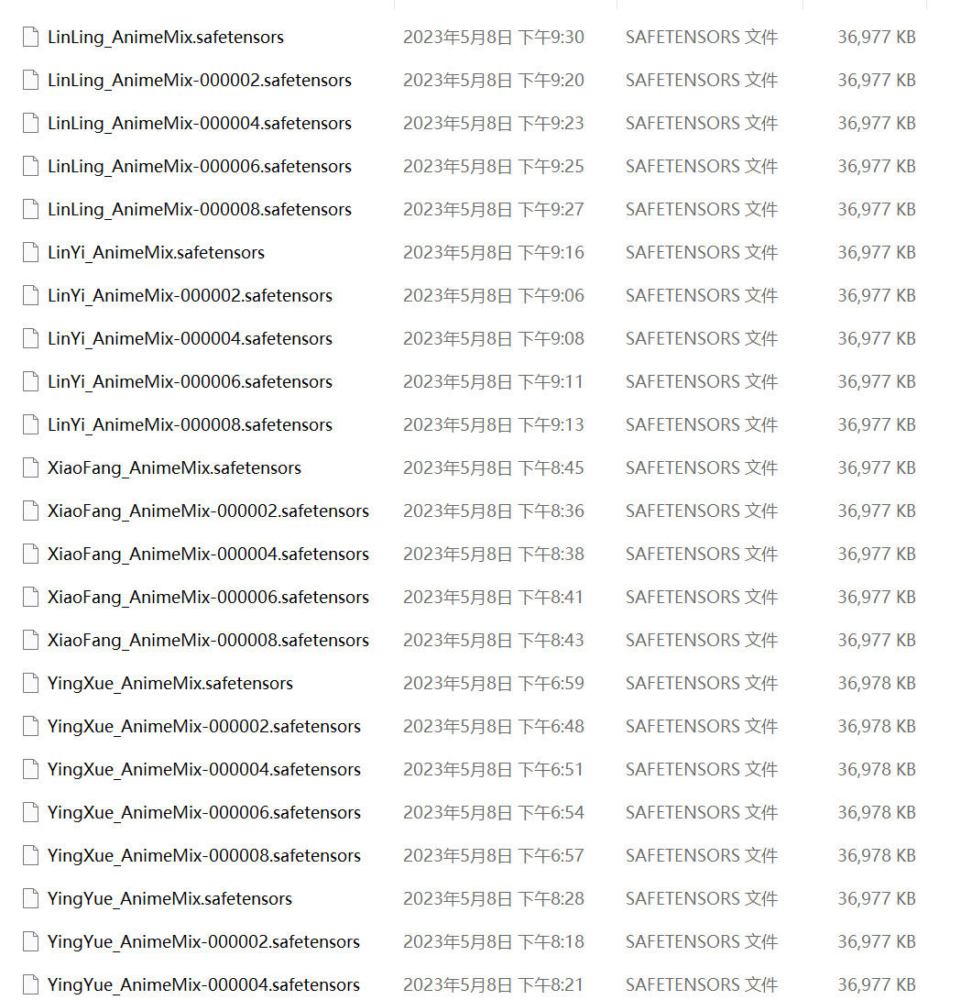 LinLing_AnimeMix.safetensors 2023年5月8日 下午9:30 SAFETENSORS 文件 36,977 KB
LinLing_AnimeMix-000002.safetensors 2023年5月8日 下午9:20 SAFETENSORS 文件 36,977 KB
LinLing_AnimeMix-000004.safetensors 2023年5月8日 下午9:23 SAFETENSORS 文件 36,977 KB
LinLing_AnimeMix-000006.safetensors 2023年5月8日 下午9:25 SAFETENSORS 文件 36,977 KB
LinLing_AnimeMix-000008.safetensors 2023年5月8日 下午9:27 SAFETENSORS 文件 36,977 KB
LinYi_AnimeMix.safetensors 2023年5月8日 下午9:16 SAFETENSORS 文件 36,977 KB
LinYi_AnimeMix-000002.safetensors 2023年5月8日 下午9:06 SAFETENSORS 文件 36,977 KB
LinYi_AnimeMix-000004.safetensors 2023年5月8日 下午9:08 SAFETENSORS 文件 36,977 KB
LinYi_AnimeMix-000006.safetensors 2023年5月8日 下午9:11 SAFETENSORS 文件 36,977 KB
LinYi_AnimeMix-000008.safetensors 2023年5月8日 下午9:13 SAFETENSORS 文件 36,977 KB
XiaoFang_AnimeMix.safetensors 2023年5月8日 下午8:45 SAFETENSORS 文件 36,977 KB
XiaoFang_AnimeMix-000002.safetensors 2023年5月8日 下午8:36 SAFETENSORS 文件 36,977 KB
XiaoFang_AnimeMix-000004.safetensors 2023年5月8日 下午8:38 SAFETENSORS 文件 36,977 KB
XiaoFang_AnimeMix-000006.safetensors 2023年5月8日 下午8:41 SAFETENSORS 文件 36,977 KB
XiaoFang_AnimeMix-000008.safetensors 2023年5月8日 下午8:43 SAFETENSORS 文件 36,977 KB
YingXue_AnimeMix.safetensors 2023年5月8日 下午6:59 SAFETENSORS 文件 36,978 KB
YingXue_AnimeMix-000002.safetensors 2023年5月8日 下午6:48 SAFETENSORS 文件 36,978 KB
YingXue_AnimeMix-000004.safetensors 2023年5月8日 下午6:51 SAFETENSORS 文件 36,978 KB
YingXue_AnimeMix-000006.safetensors 2023年5月8日 下午6:54 SAFETENSORS 文件 36,978 KB
YingXue_AnimeMix-000008.safetensors 2023年5月8日 下午6:57 SAFETENSORS 文件 36,978 KB
YingYue_AnimeMix.safetensors 2023年5月8日 下午8:28 SAFETENSORS 文件 36,977 KB
YingYue_AnimeMix-000002.safetensors 2023年5月8日 下午8:18 SAFETENSORS 文件 36,977 KB
YingYue_AnimeMix-000004.safetensors 2023年5月8日 下午8:21 SAFETENSORS 文件 36,977 KB